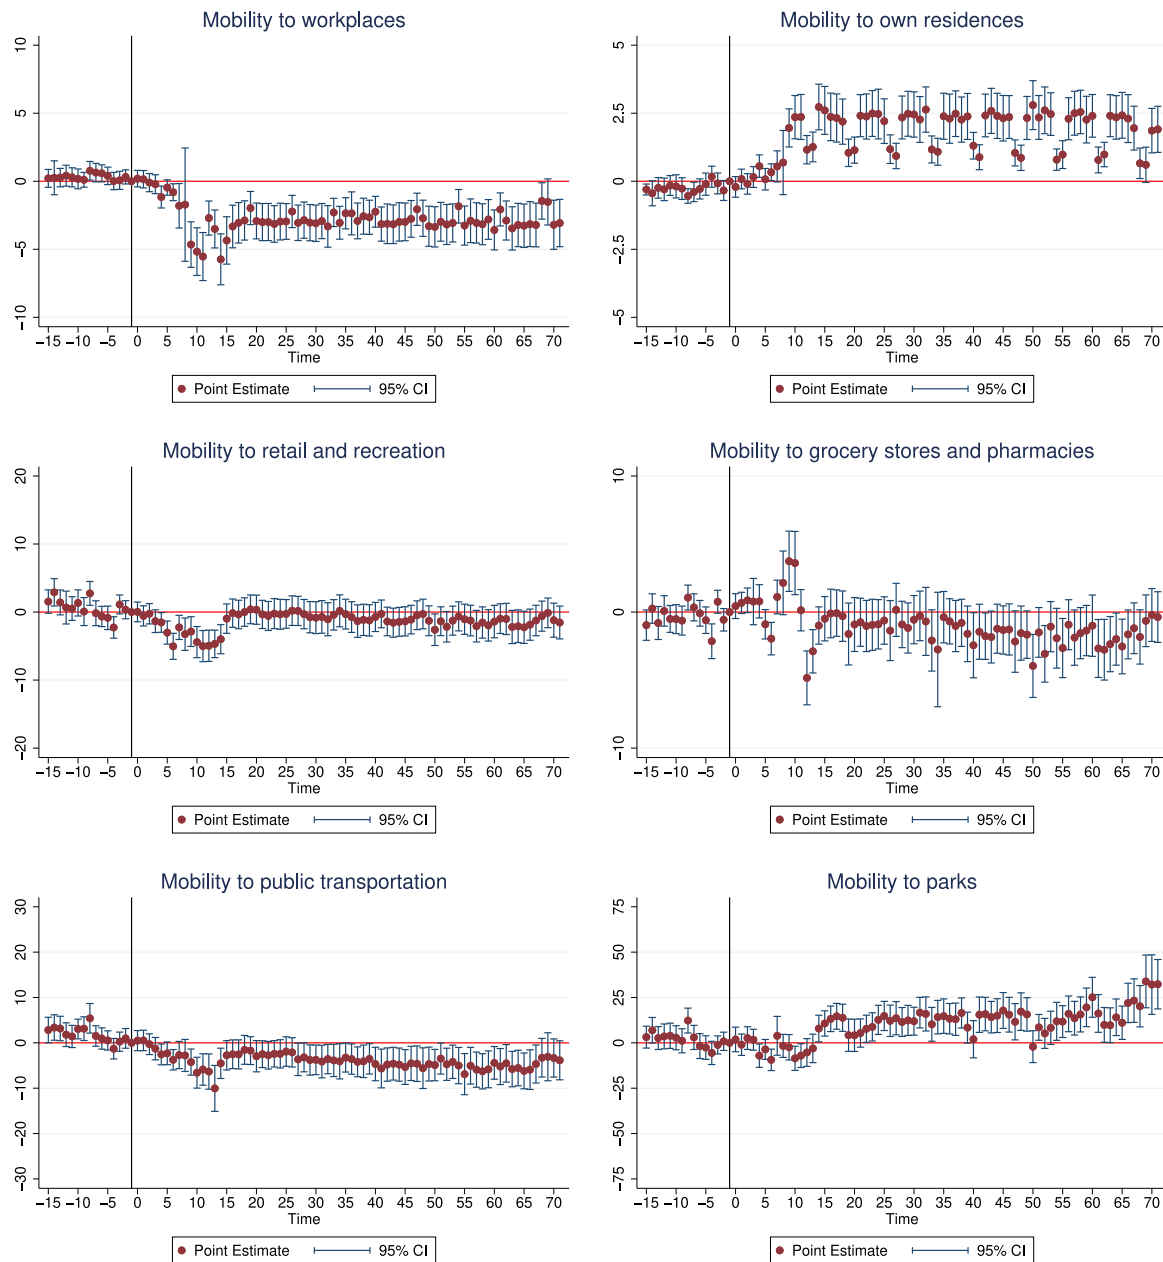 Mobility to workplaces
10
5
0
−5
−10
−15 −10 −5 0 5 10 15 20 25 30 35 40 45 50 55 60 65 70
Time
Point Estimate 95% CI
Mobility to own residences
5
2.5
0
−2.5
−5
−15 −10 −5 0 5 10 15 20 25 30 35 40 45 50 55 60 65 70
Time
Point Estimate 95% CI
Mobility to retail and recreation
20
10
0
−10
−20
−15 −10 −5 0 5 10 15 20 25 30 35 40 45 50 55 60 65 70
Time
Point Estimate 95% CI
Mobility to grocery stores and pharmacies
10
0
−10
−15 −10 −5 0 5 10 15 20 25 30 35 40 45 50 55 60 65 70
Time
Point Estimate 95% CI
Mobility to public transportation
30
20
10
0
−10
−20
−30
−15 −10 −5 0 5 10 15 20 25 30 35 40 45 50 55 60 65 70
Time
Point Estimate 95% CI
Mobility to parks
75
50
25
0
−25
−50
−75
−15 −10 −5 0 5 10 15 20 25 30 35 40 45 50 55 60 65 70
Time
Point Estimate 95% CI